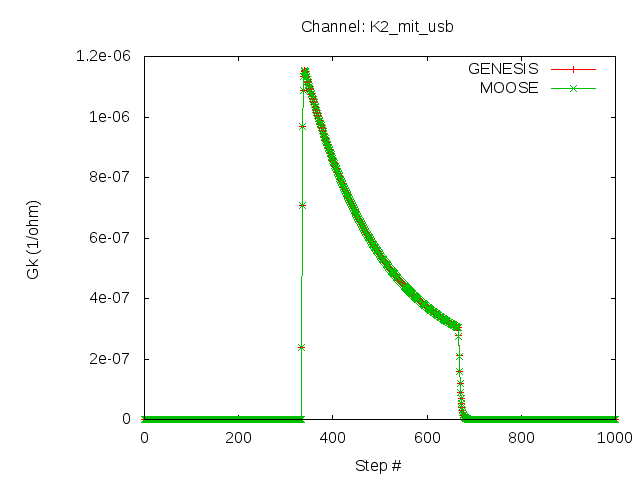 Channel: K2_mit_usb
GENESIS
MOOSE
1.2e-06
1e-06
8e-07
6e-07
4e-07
2e-07
0
Gk (1/ohm)
0 200 400 600 800 1000
Step #